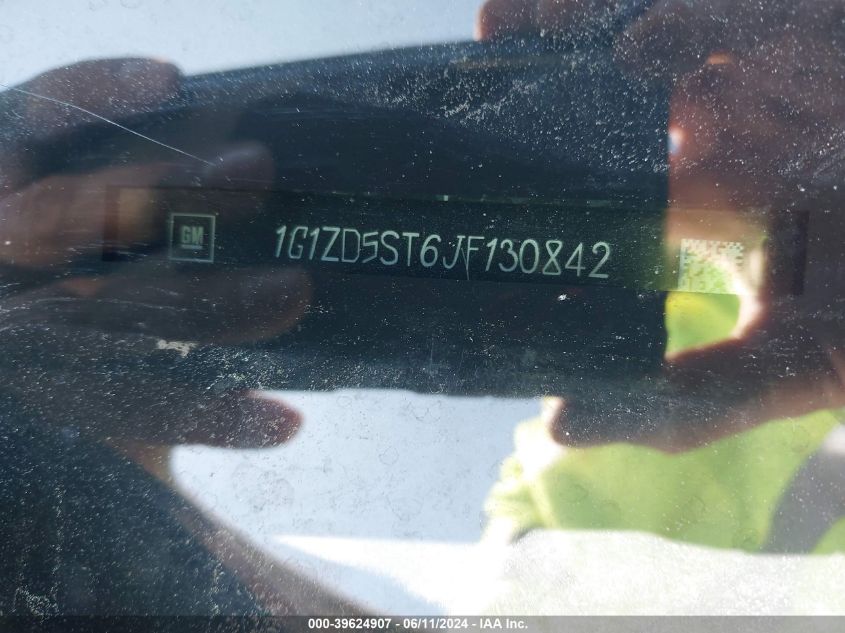 GM 1G1ZD5ST6JF130842
000-39624907 - 06/11/2024 - IAA Inc.